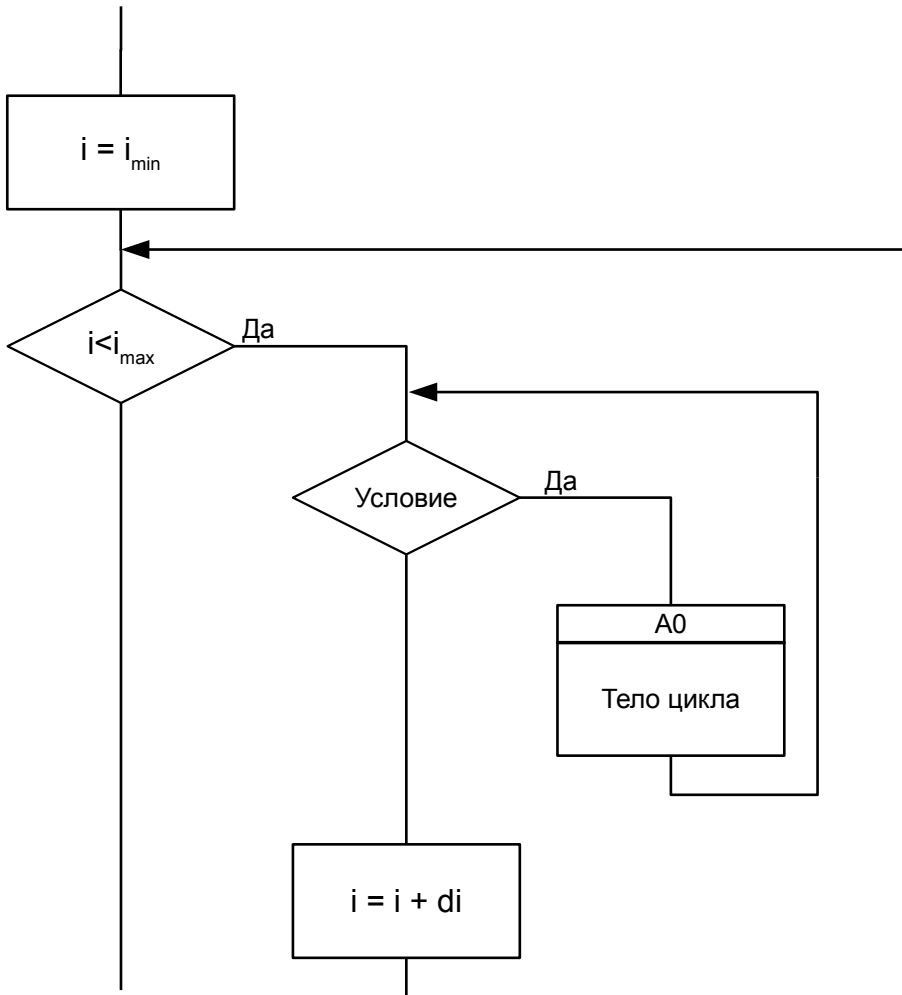 i = i_min
i<i_max
Да
Условие
Да
A0
Тело цикла
i = i + di